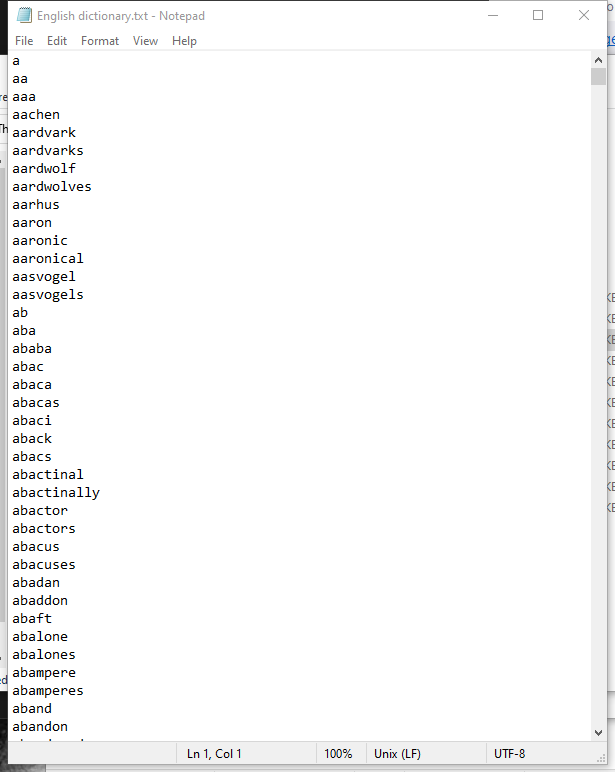 English dictionary.txt - Notepad
File Edit Format View Help
a
aa
aaa
aachen
aardvark
aardvarks
aardwolf
aardwolves
aarhus
aaron
aaronic
aaronical
aasvogel
aasvogels
ab
aba
ababa
abac
abaca
abacas
abaci
aback
abacs
abactinal
abactinally
abactor
abactors
abacus
abacuses
abadan
abaddon
abaft
abalone
abalones
abampere
abamperes
aband
abandon
Ln 1, Col 1 100% Unix (LF) UTF-8